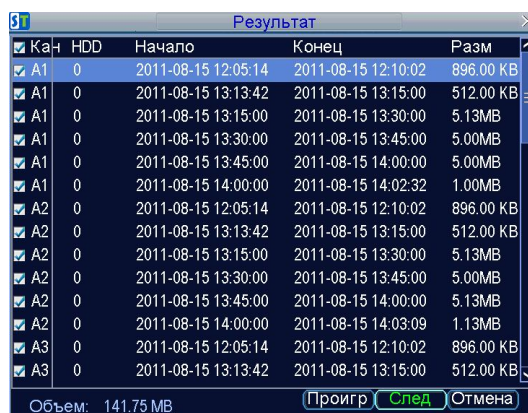 ST Результат
Кан HDD Начало Конец Разм
A1 0 2011-08-15 12:05:14 2011-08-15 12:10:02 896.00 KB
A1 0 2011-08-15 13:13:42 2011-08-15 13:15:00 512.00 KB
A1 0 2011-08-15 13:15:00 2011-08-15 13:30:00 5.13MB
A1 0 2011-08-15 13:30:00 2011-08-15 13:45:00 5.00MB
A1 0 2011-08-15 13:45:00 2011-08-15 14:00:00 5.00MB
A1 0 2011-08-15 14:00:00 2011-08-15 14:02:32 1.00MB
A2 0 2011-08-15 12:05:14 2011-08-15 12:10:02 896.00 KB
A2 0 2011-08-15 13:13:42 2011-08-15 13:15:00 512.00 KB
A2 0 2011-08-15 13:15:00 2011-08-15 13:30:00 5.13MB
A2 0 2011-08-15 13:30:00 2011-08-15 13:45:00 5.00MB
A2 0 2011-08-15 13:45:00 2011-08-15 14:00:00 5.13MB
A2 0 2011-08-15 14:00:00 2011-08-15 14:03:09 1.13MB
A3 0 2011-08-15 12:05:14 2011-08-15 12:10:02 896.00 KB
A3 0 2011-08-15 13:13:42 2011-08-15 13:15:00 512.00 KB
Объем: 141.75 MB Проигр След Отмена